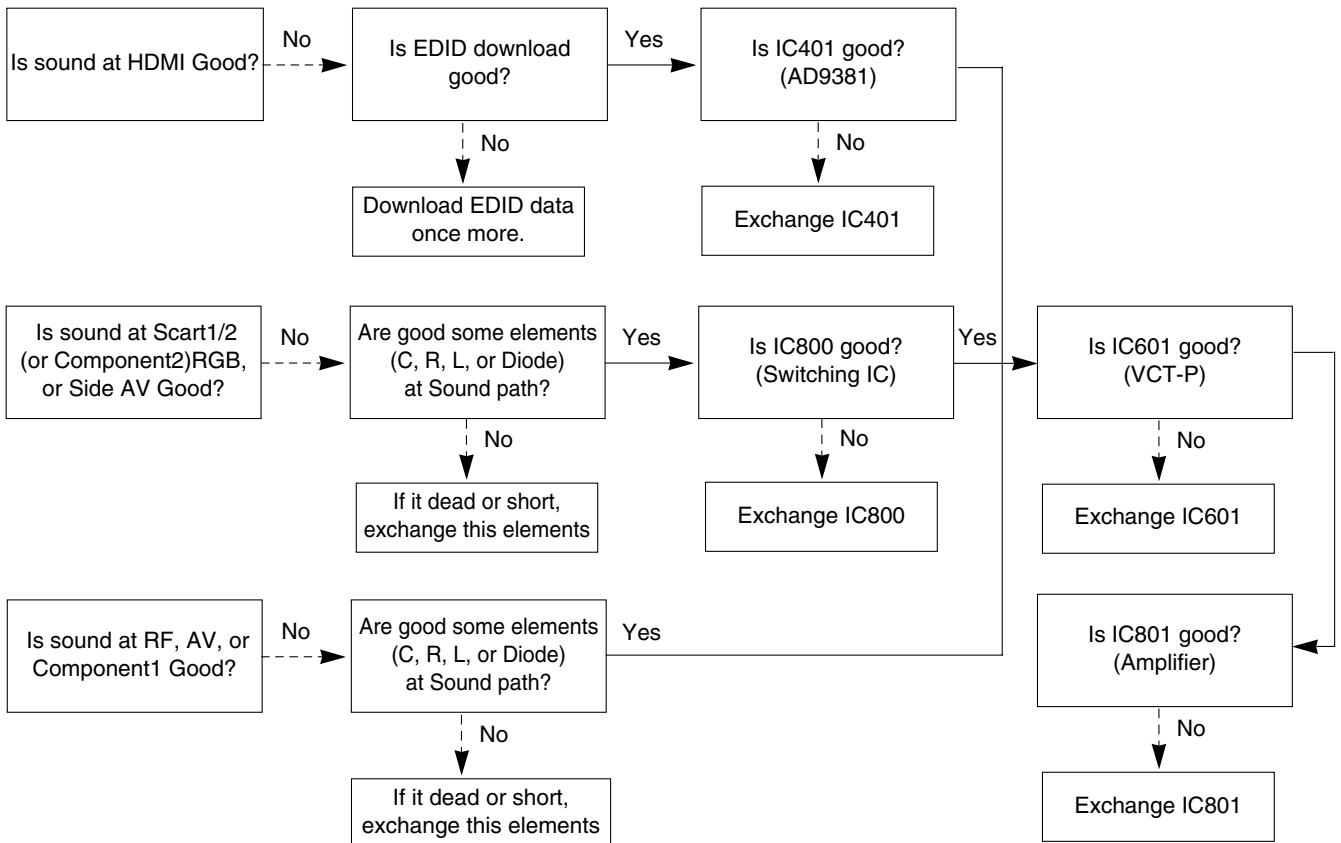 Is sound at HDMI Good?
No
Is EDID download
good?
Yes
Is IC401 good?
(AD9381)
No
Download EDID data
once more.
No
Exchange IC401
Is sound at Scart1/2
(or Component2)RGB,
or Side AV Good?
No
Are good some elements
(C, R, L, or Diode)
at Sound path?
Yes
Is IC800 good?
(Switching IC)
Yes
Is IC601 good?
(VCT-P)
No
If it dead or short,
exchange this elements
No
Exchange IC800
No
Exchange IC601
Is sound at RF, AV, or
Component1 Good?
No
Are good some elements
(C, R, L, or Diode)
at Sound path?
Yes
Is IC801 good?
(Amplifier)
No
If it dead or short,
exchange this elements
No
Exchange IC801